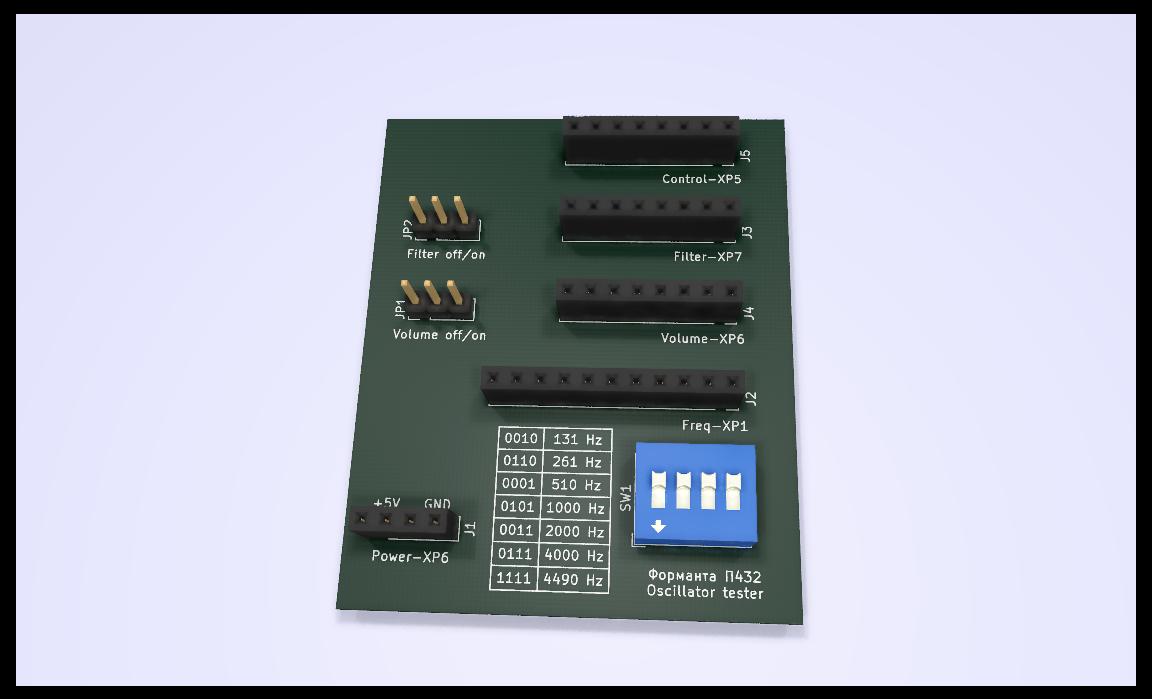 J5
Control-XP5
JP2
J3
Filter off/on
Filter-XP7
JP1
J4
Volume off/on
Volume-XP6
J2
Freq-XP1
0010 131 Hz
0110 261 Hz
0001 510 Hz
0101 1000 Hz
0011 2000 Hz
0111 4000 Hz
1111 4490 Hz
SW1
+5V GND
J1
Power-XP6
Форманта П432
Oscillator tester